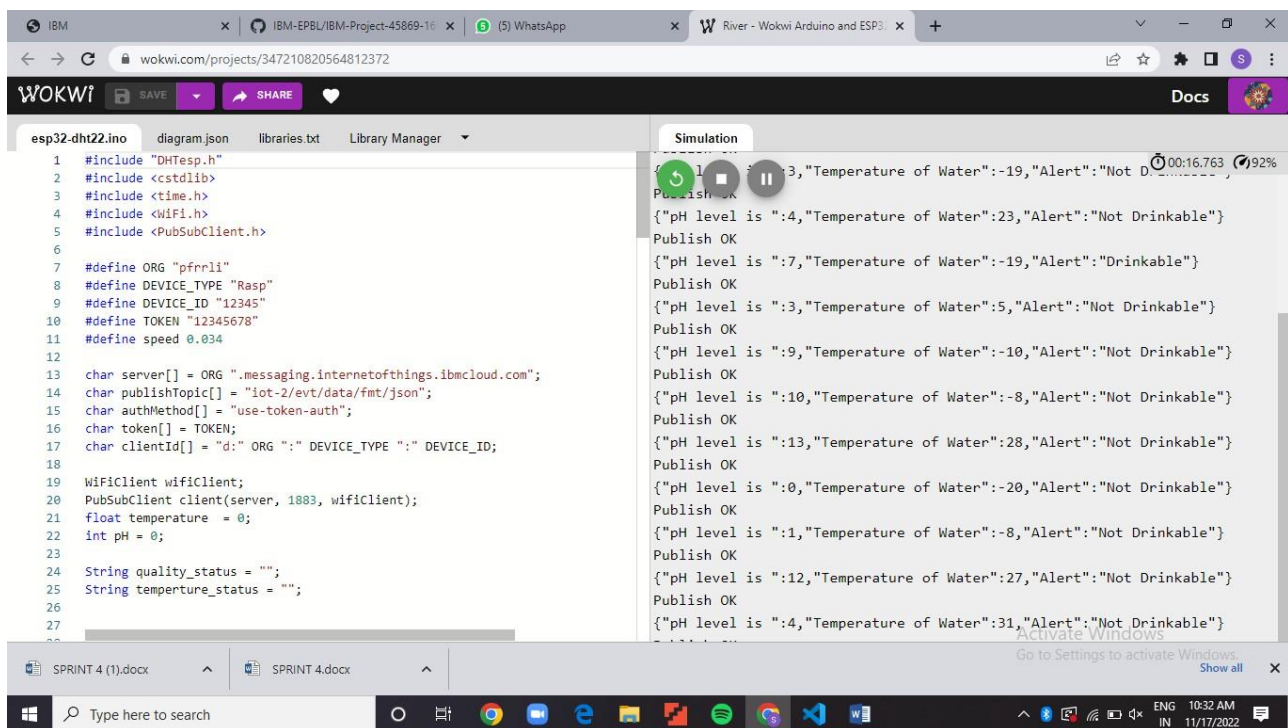 IBM
IBM-EPBL/IBM-Project-45869-16
(5) WhatsApp
River - Wokwi Arduino and ESP3
wokwi.com/projects/347210820564812372
S
WOKWI
SAVE
SHARE
Docs
esp32-dht22.ino
diagram.json
libraries.txt
Library Manager
1 #include "DHTesp.h"
2 #include <cstdlib>
3 #include <time.h>
4 #include <WiFi.h>
5 #include <PubSubClient.h>
6
7 #define ORG "pfrrli"
8 #define DEVICE_TYPE "Rasp"
9 #define DEVICE_ID "12345"
10 #define TOKEN "12345678"
11 #define speed 0.034
12
13 char server[] = ORG ".messaging.internetofthings.ibmcloud.com";
14 char publishTopic[] = "iot-2/evt/data/fmt/json";
15 char authMethod[] = "use-token-auth";
16 char token[] = TOKEN;
17 char clientId[] = "d:" ORG ":" DEVICE_TYPE ":" DEVICE_ID;
18
19 WiFiClient wifiClient;
20 PubSubClient client(server, 1883, wifiClient);
21 float temperature  = 0;
22 int pH = 0;
23
24 String quality_status = "";
25 String temperture_status = "";
26
27
Simulation
00:16.763 92%
:3,"Temperature of Water":-19,"Alert":"Not
{"pH level is ":4,"Temperature of Water":23,"Alert":"Not Drinkable"}
Publish OK
{"pH level is ":7,"Temperature of Water":-19,"Alert":"Drinkable"}
Publish OK
{"pH level is ":3,"Temperature of Water":5,"Alert":"Not Drinkable"}
Publish OK
{"pH level is ":9,"Temperature of Water":-10,"Alert":"Not Drinkable"}
Publish OK
{"pH level is ":10,"Temperature of Water":-8,"Alert":"Not Drinkable"}
Publish OK
{"pH level is ":13,"Temperature of Water":28,"Alert":"Not Drinkable"}
Publish OK
{"pH level is ":0,"Temperature of Water":-20,"Alert":"Not Drinkable"}
Publish OK
{"pH level is ":1,"Temperature of Water":-8,"Alert":"Not Drinkable"}
Publish OK
{"pH level is ":12,"Temperature of Water":27,"Alert":"Not Drinkable"}
Publish OK
{"pH level is ":4,"Temperature of Water":31,"Alert":"Not Drinkable"}
Activate Windows
Go to Settings to activate Windows.
SPRINT 4 (1).docx
SPRINT 4.docx
Show all
Type here to search
ENG
IN
10:32 AM
11/17/2022